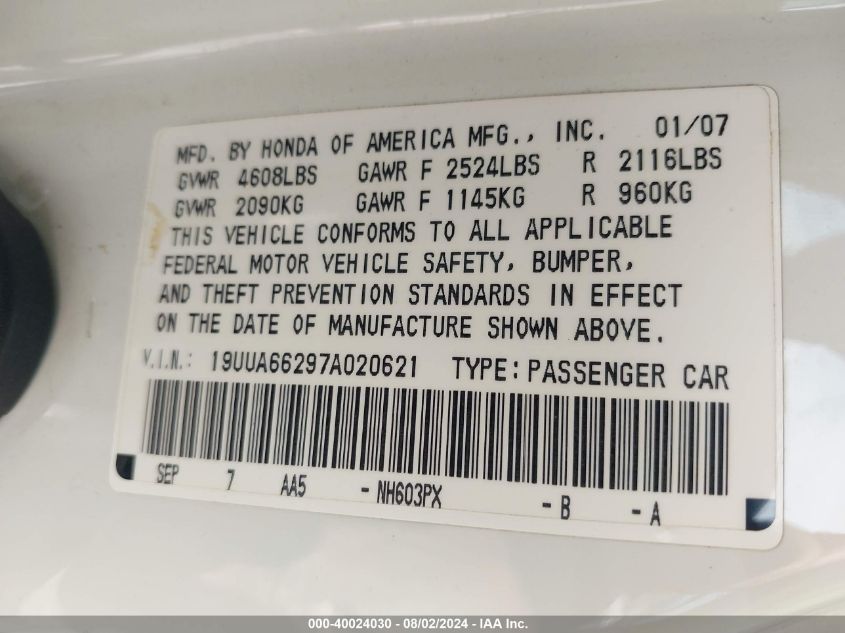 MFD. BY HONDA OF AMERICA MFG., INC. 01/07
GVWR 4608LBS GAWR F 2524LBS R 2116LBS
GVWR 2090KG GAWR F 1145KG R 960KG
THIS VEHICLE CONFORMS TO ALL APPLICABLE
FEDERAL MOTOR VEHICLE SAFETY, BUMPER,
AND THEFT PREVENTION STANDARDS IN EFFECT
ON THE DATE OF MANUFACTURE SHOWN ABOVE.
V.I.N.: 19UUA66297A020621 TYPE: PASSENGER CAR
SEP 7 AA5 - NH603PX - B - A
000-40024030 - 08/02/2024 - IAA Inc.